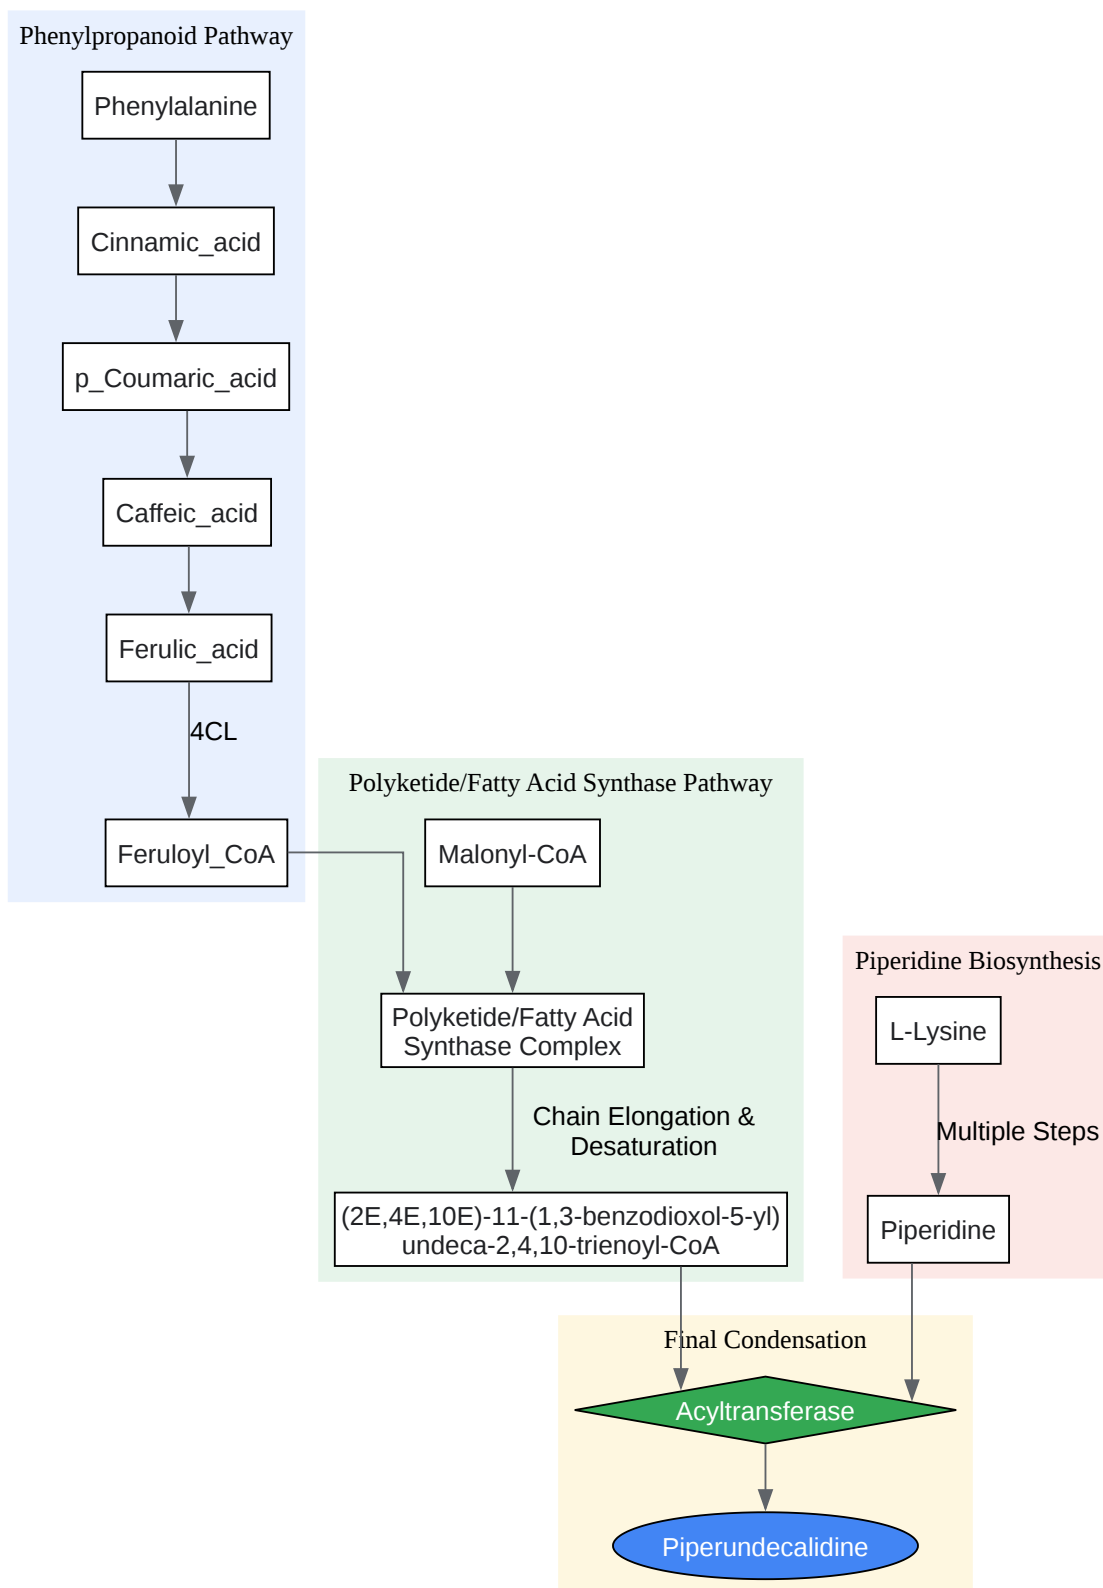 Phenylpropanoid Pathway
Phenylalanine
Cinnamic_acid
p_Coumaric_acid
Caffeic_acid
Ferulic_acid
4CL
Feruloyl_CoA
Polyketide/Fatty Acid Synthase Pathway
Malonyl-CoA
Polyketide/Fatty Acid
Synthase Complex
Chain Elongation &
Desaturation
(2E,4E,10E)-11-(1,3-benzodioxol-5-yl)
undeca-2,4,10-trienoyl-CoA
Piperidine Biosynthesis
L-Lysine
Multiple Steps
Piperidine
Final Condensation
Acyltransferase
Piperundecalidine